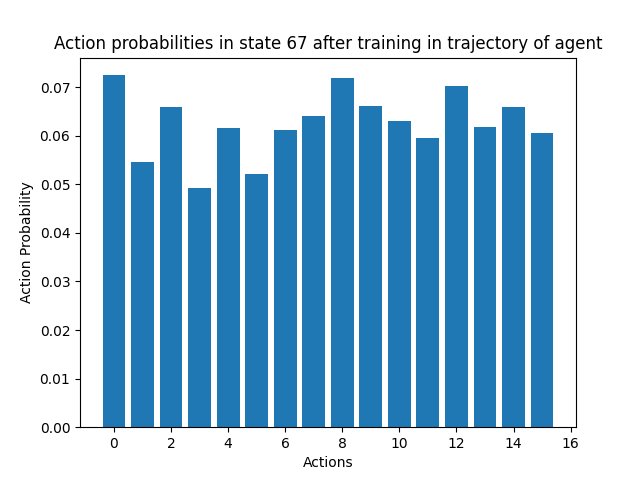 Action probabilities in state 67 after training in trajectory of agent
0.07
0.06
0.05
0.04
0.03
0.02
0.01
0.00
Action Probability
0 2 4 6 8 10 12 14 16
Actions